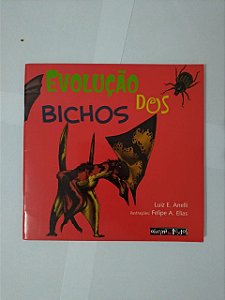 EVOLUÇÃO
DOS
BICHOS
Luiz E. Anelli
Ilustrações: Felipe A. Elias